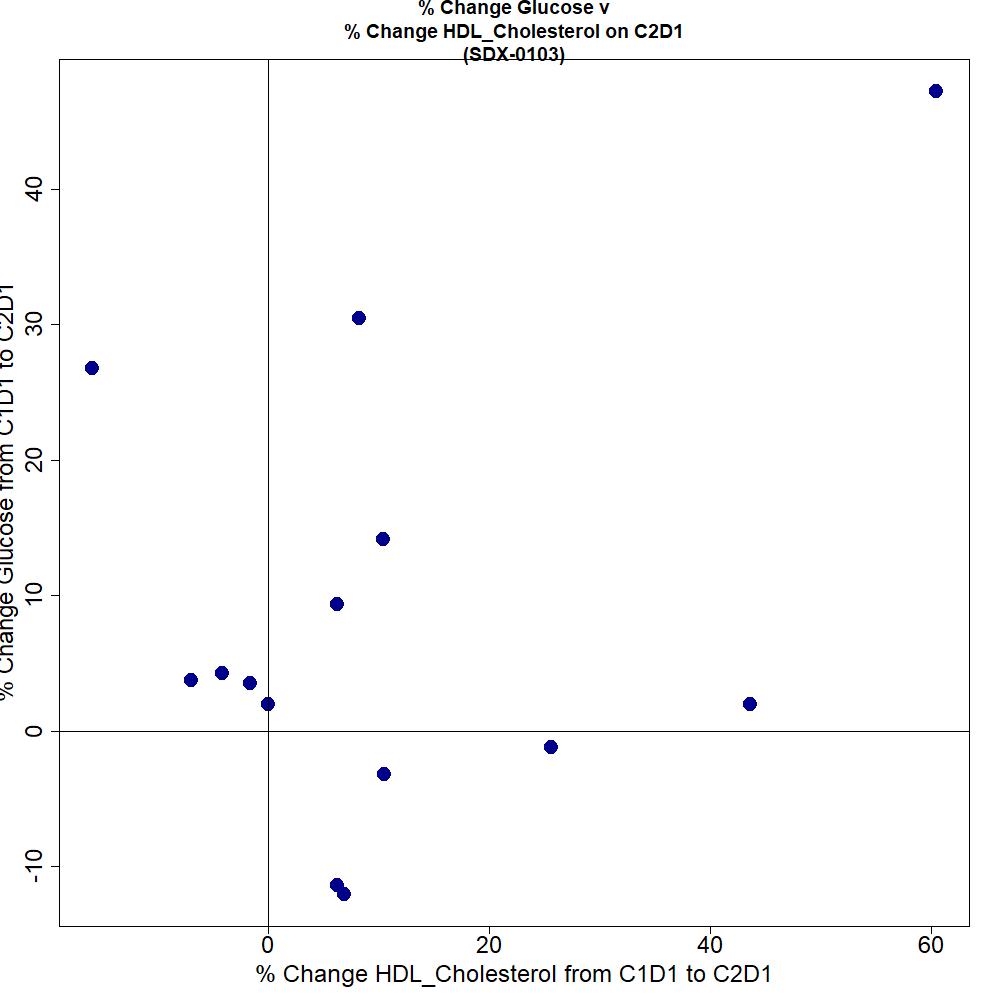 % Change Glucose v
% Change HDL_Cholesterol on C2D1
(SDX-0103)
% Change Glucose from C1D1 to C2D1
40
30
20
10
0
-10
0 20 40 60
% Change HDL_Cholesterol from C1D1 to C2D1